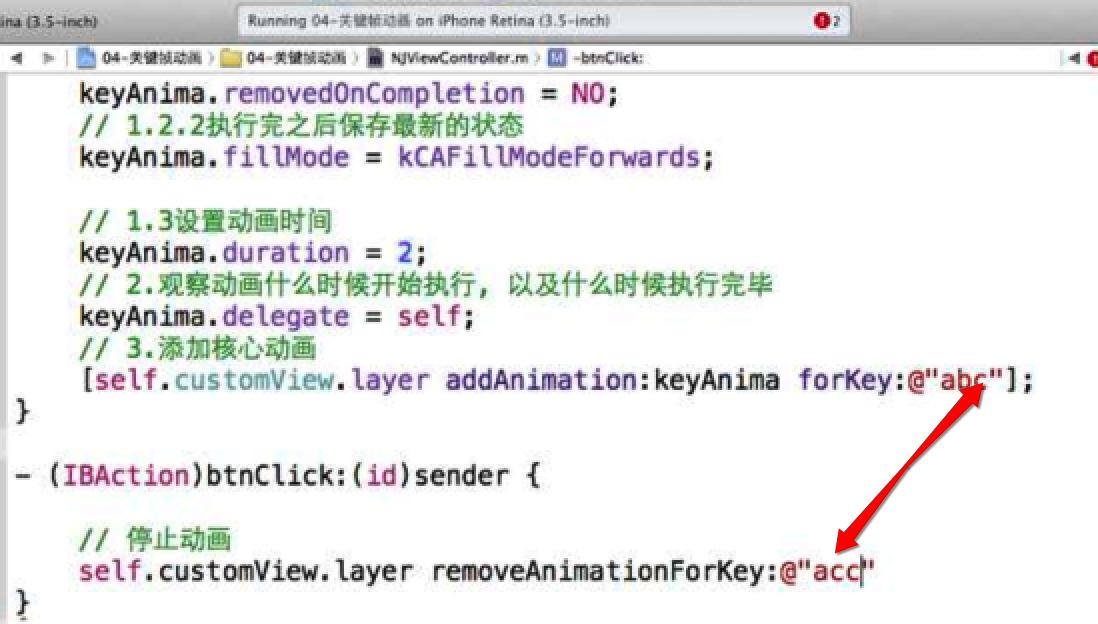 ina (3.5-inch)
Running 04-关键帧动画 on iPhone Retina (3.5-inch)
2
04-关键帧动画 〉 04-关键帧动画 〉 NJViewController.m 〉 M -btnClick:
keyAnima.removedOnCompletion = NO;
// 1.2.2执行完之后保存最新的状态
keyAnima.fillMode = kCAFillModeForwards;
// 1.3设置动画时间
keyAnima.duration = 2;
// 2.观察动画什么时候开始执行, 以及什么时候执行完毕
keyAnima.delegate = self;
// 3.添加核心动画
[self.customView.layer addAnimation:keyAnima forKey:@"abc"];
}
- (IBAction)btnClick:(id)sender {
// 停止动画
self.customView.layer removeAnimationForKey:@"acc"
}